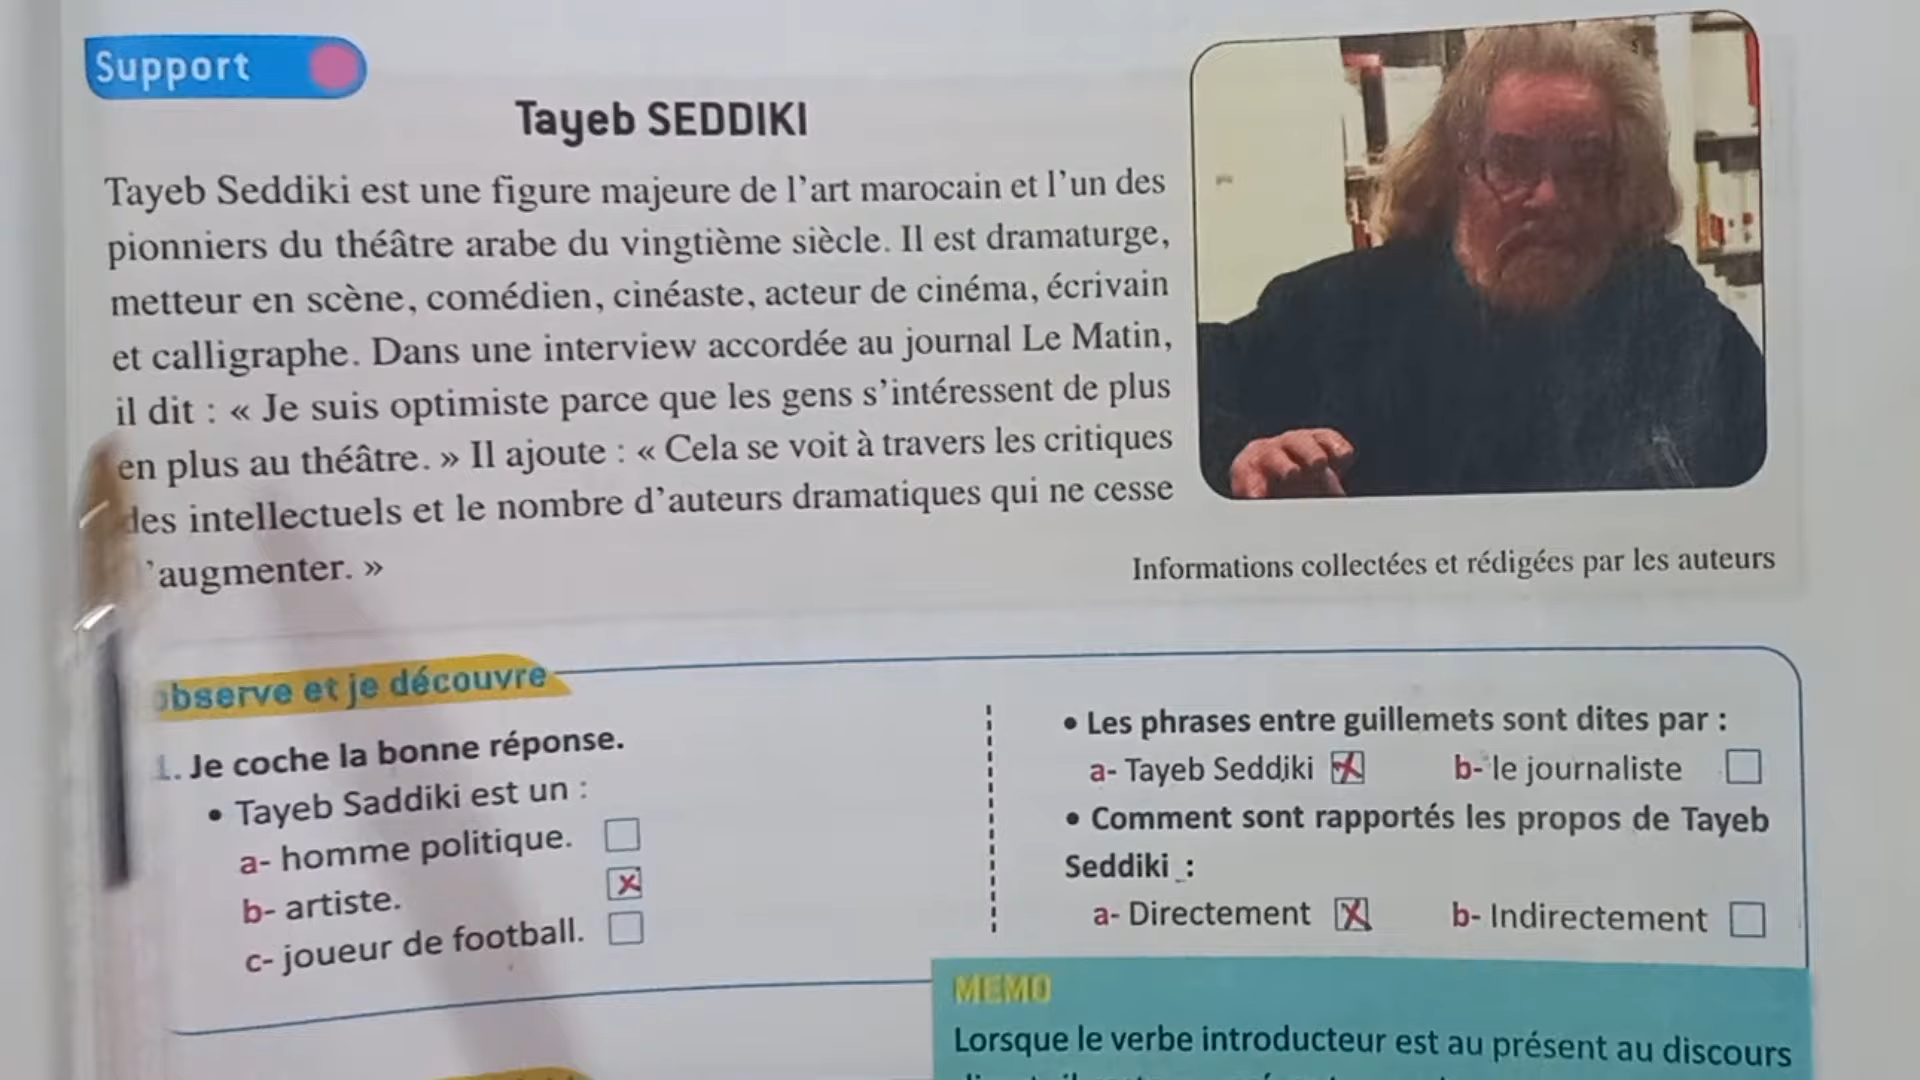 Support
Tayeb SEDDIKI
Tayeb Seddiki est une figure majeure de l'art marocain et l'un des
pionniers du théâtre arabe du vingtième siècle. Il est dramaturge,
metteur en scène, comédien, cinéaste, acteur de cinéma, écrivain
et calligraphe. Dans une interview accordée au journal Le Matin,
il dit : « Je suis optimiste parce que les gens s'intéressent de plus
en plus au théâtre. » Il ajoute : « Cela se voit à travers les critiques
des intellectuels et le nombre d'auteurs dramatiques qui ne cesse
'augmenter. »
Informations collectées et rédigées par les auteurs
observe et je découvre
1. Je coche la bonne réponse.
• Tayeb Saddiki est un :
a- homme politique.
b- artiste. x
c- joueur de football.
• Les phrases entre guillemets sont dites par :
a- Tayeb Seddiki x b- le journaliste
• Comment sont rapportés les propos de Tayeb
Seddiki :
a- Directement x b- Indirectement
MEMO
Lorsque le verbe introducteur est au présent au discours